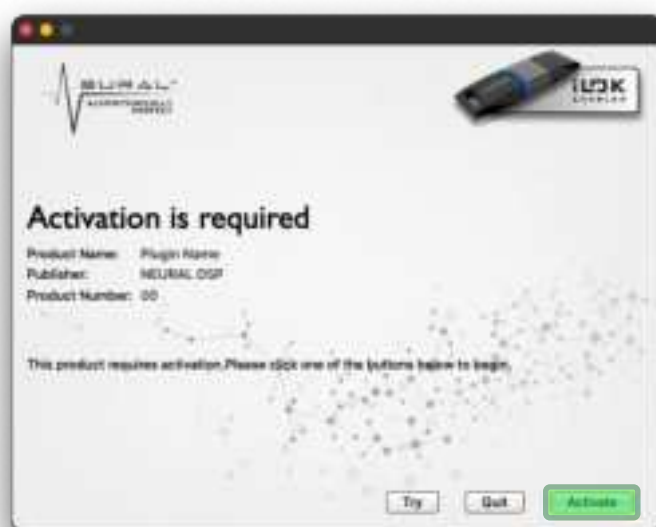 iLOK
Activation is required
Product Name: Plugin Name
Publisher: NEURAL DSP
Product Number: 00
This product requires activation.Please click one of the buttons below to begin.
Try
Quit
Activate